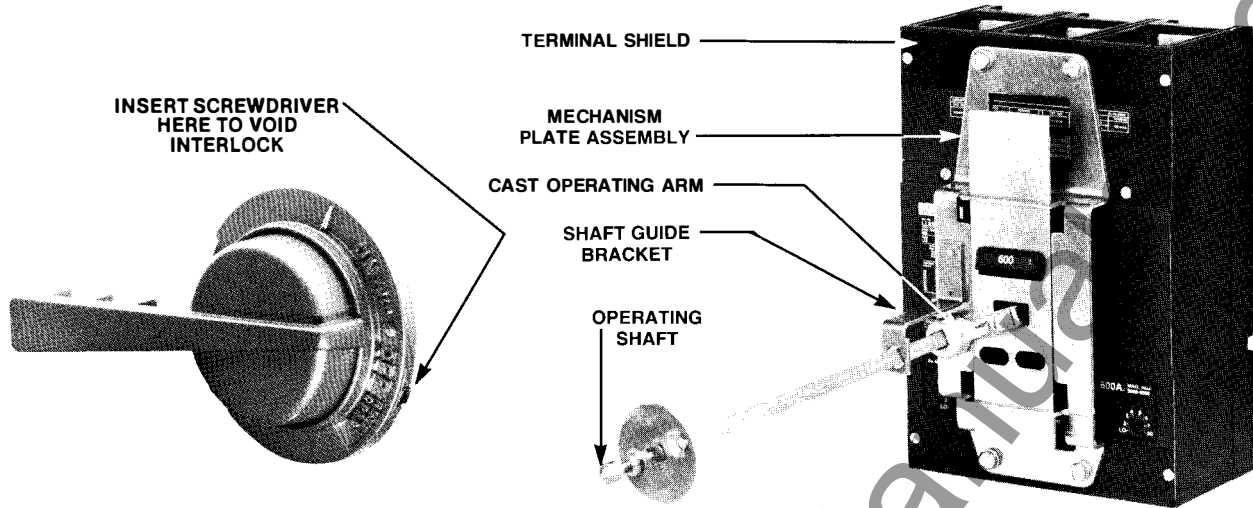 TERMINAL SHIELD
INSERT SCREWDRIVER
HERE TO VOID
INTERLOCK
MECHANISM
PLATE ASSEMBLY
CAST OPERATING ARM
SHAFT GUIDE
BRACKET
600
OPERATING
SHAFT
600A.